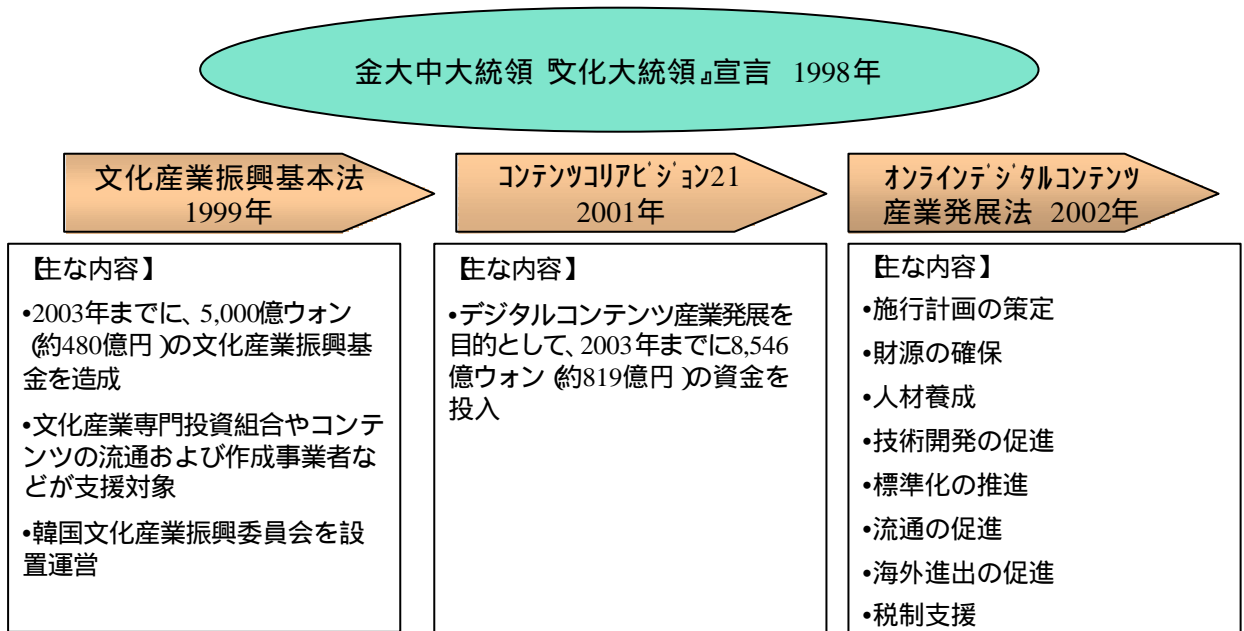 金大中大統領『文化大統領』宣言 1998年
文化産業振興基本法
1999年
【主な内容】
•2003年までに、5,000億ウォン
(約480億円)の文化産業振興基
金を造成
•文化産業専門投資組合やコンテ
ンツの流通および作成事業者な
どが支援対象
•韓国文化産業振興委員会を設
置運営
コンテンツコリアビジョン21
2001年
【主な内容】
•デジタルコンテンツ産業発展を
目的として、2003年までに8,546
億ウォン(約819億円)の資金を
投入
オンラインデジタルコンテンツ
産業発展法 2002年
【主な内容】
•施行計画の策定
•財源の確保
•人材養成
•技術開発の促進
•標準化の推進
•流通の促進
•海外進出の促進
•税制支援